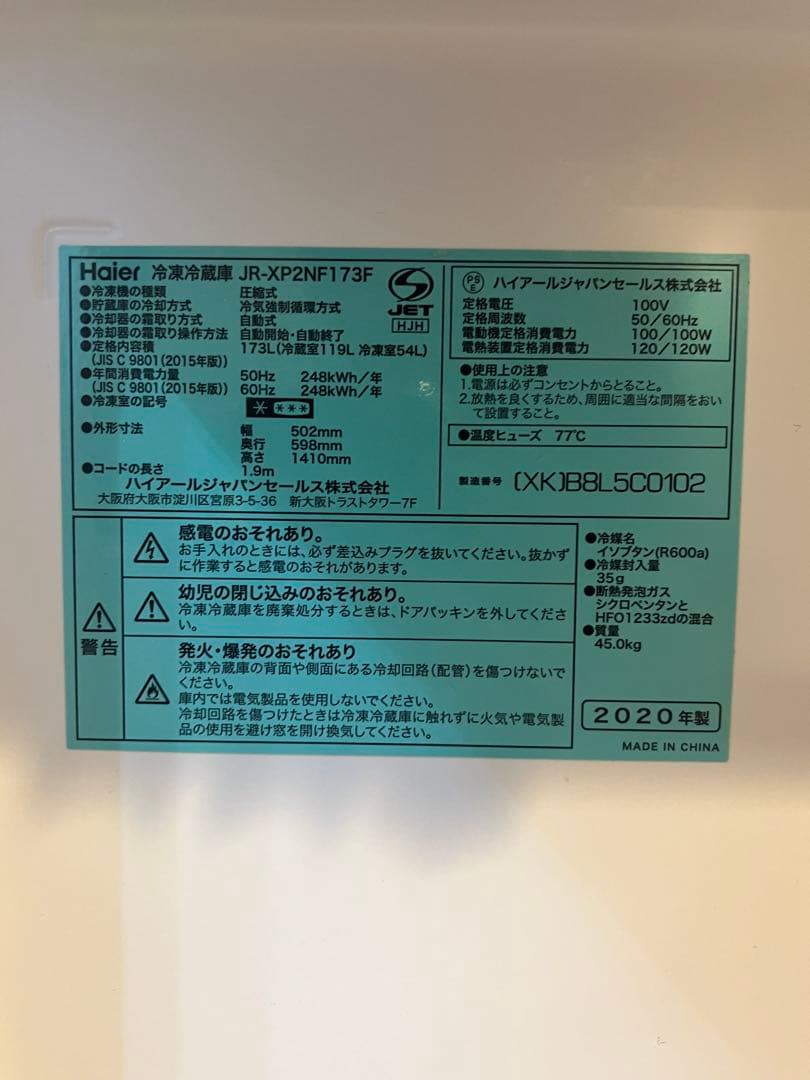 Haier 冷凍冷蔵庫 JR-XP2NF173F
●冷凍機の種類 圧縮式
●貯蔵庫の冷却方式 冷気強制循環方式
●冷却器の霜取り方式 自動式
●冷却器の霜取り操作方法 自動開始・自動終了
●定格内容積 173L(冷蔵室119L 冷凍室54L)
(JIS C 9801(2015年版))
●年間消費電力量 50Hz 248kWh/年
(JIS C 9801(2015年版)) 60Hz 248kWh/年
●冷凍室の記号
●外形寸法 幅 502mm
奥行 598mm
高さ 1410mm
●コードの長さ 1.9m
ハイアールジャパンセールス株式会社
大阪府大阪市淀川区宮原3-5-36 新大阪トラストタワー7F
S
JET
HJH
PS
E
ハイアールジャパンセールス株式会社
定格電圧 100V
定格周波数 50/60Hz
電動機定格消費電力 100/100W
電熱装置定格消費電力 120/120W
●使用上の注意
1.電源は必ずコンセントからとること。
2.放熱を良くするため、周囲に適当な間隔をおい
て設置すること。
●温度ヒューズ 77℃
製造番号 (XK)B8L5C0102
警告
感電のおそれあり。
お手入れのときには、必ず差込みプラグを抜いてください。抜かず
に作業すると感電のおそれがあります。
幼児の閉じ込みのおそれあり。
冷凍冷蔵庫を廃棄処分するときは、ドアパッキンを外してくださ
い。
発火・爆発のおそれあり
冷凍冷蔵庫の背面や側面にある冷却回路(配管)を傷つけないで
ください。
庫内では電気製品を使用しないでください。
冷却回路を傷つけたときは冷凍冷蔵庫に触れずに火気や電気製
品の使用を避け窓を開け換気してください。
●冷媒名
イソブタン(R600a)
●冷媒封入量
35g
●断熱発泡ガス
シクロペンタンと
HFO1233zdの混合
●質量
45.0kg
2020年製
MADE IN CHINA